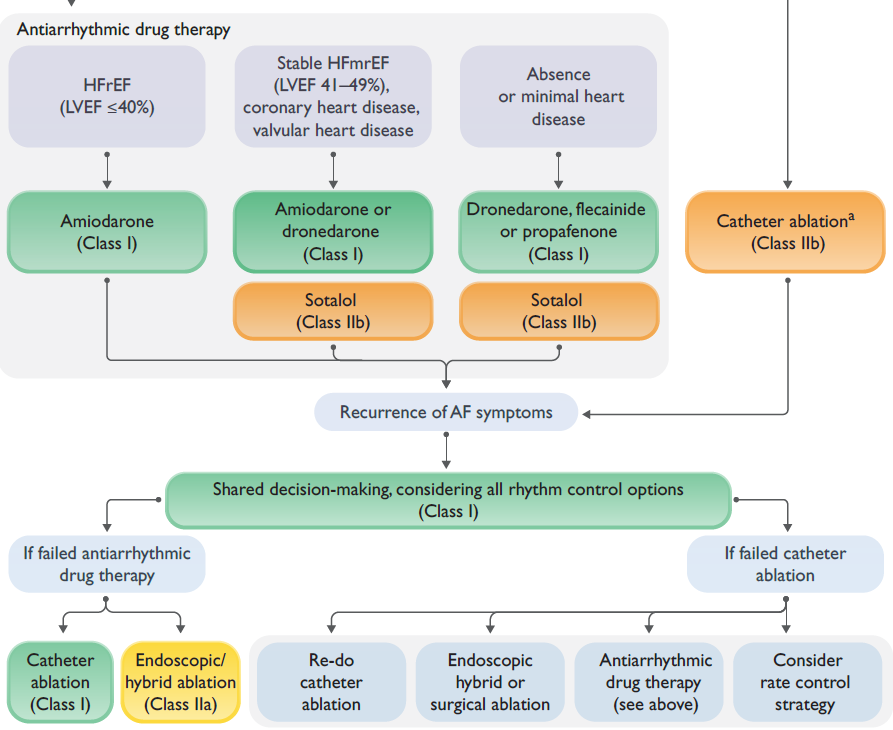 Antiarrhythmic drug therapy
HFrEF
(LVEF ≤40%)
Stable HFmrEF
(LVEF 41–49%),
coronary heart disease,
valvular heart disease
Absence
or minimal heart
disease
Amiodarone
(Class I)
Amiodarone or
dronedarone
(Class I)
Dronedarone, flecainide
or propafenone
(Class I)
Catheter ablationᵃ
(Class IIb)
Sotalol
(Class IIb)
Sotalol
(Class IIb)
Recurrence of AF symptoms
Shared decision-making, considering all rhythm control options
(Class I)
If failed antiarrhythmic
drug therapy
If failed catheter
ablation
Catheter
ablation
(Class I)
Endoscopic/
hybrid ablation
(Class IIa)
Re-do
catheter
ablation
Endoscopic
hybrid or
surgical ablation
Antiarrhythmic
drug therapy
(see above)
Consider
rate control
strategy